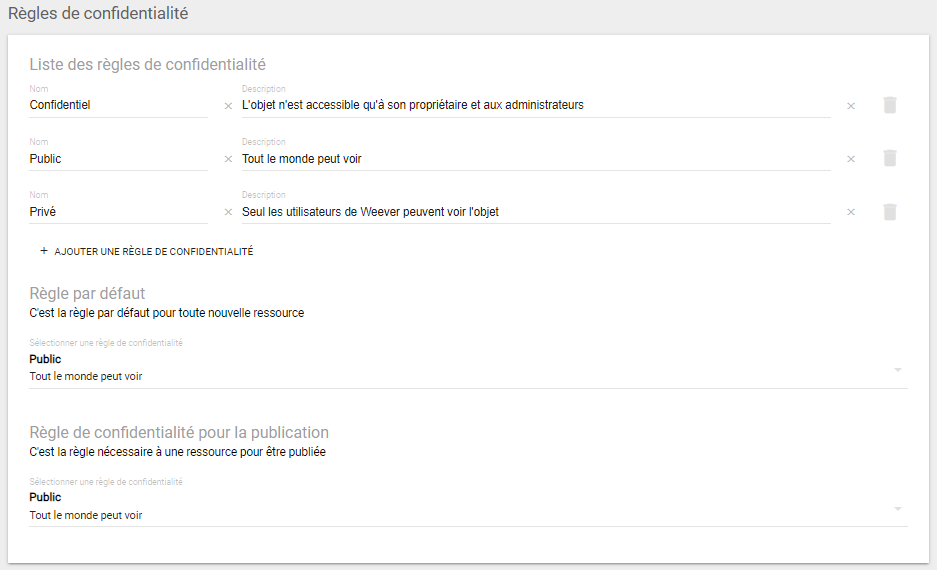 Règles de confidentialité
Liste des règles de confidentialité
Nom Description
Confidentiel × L'objet n'est accessible qu'à son propriétaire et aux administrateurs ×
Nom Description
Public × Tout le monde peut voir ×
Nom Description
Privé × Seul les utilisateurs de Weever peuvent voir l'objet ×
+ AJOUTER UNE RÈGLE DE CONFIDENTIALITÉ
Règle par défaut
C'est la règle par défaut pour toute nouvelle ressource
Sélectionner une règle de confidentialité
Public
Tout le monde peut voir
Règle de confidentialité pour la publication
C'est la règle nécessaire à une ressource pour être publiée
Sélectionner une règle de confidentialité
Public
Tout le monde peut voir